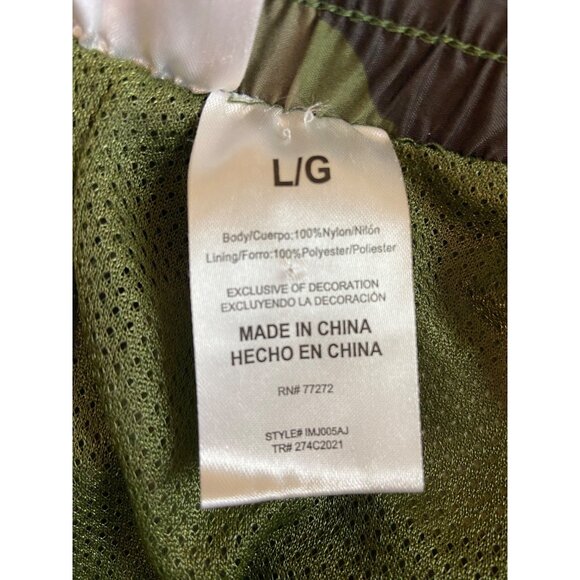 L/G
Body/Cuerpo:100%Nylon/Nilón
Lining/Forro:100%Polyester/Poliester
EXCLUSIVE OF DECORATION
EXCLUYENDO LA DECORACIÓN
MADE IN CHINA
HECHO EN CHINA
RN# 77272
STYLE# IMJ005AJ
TR# 274C2021